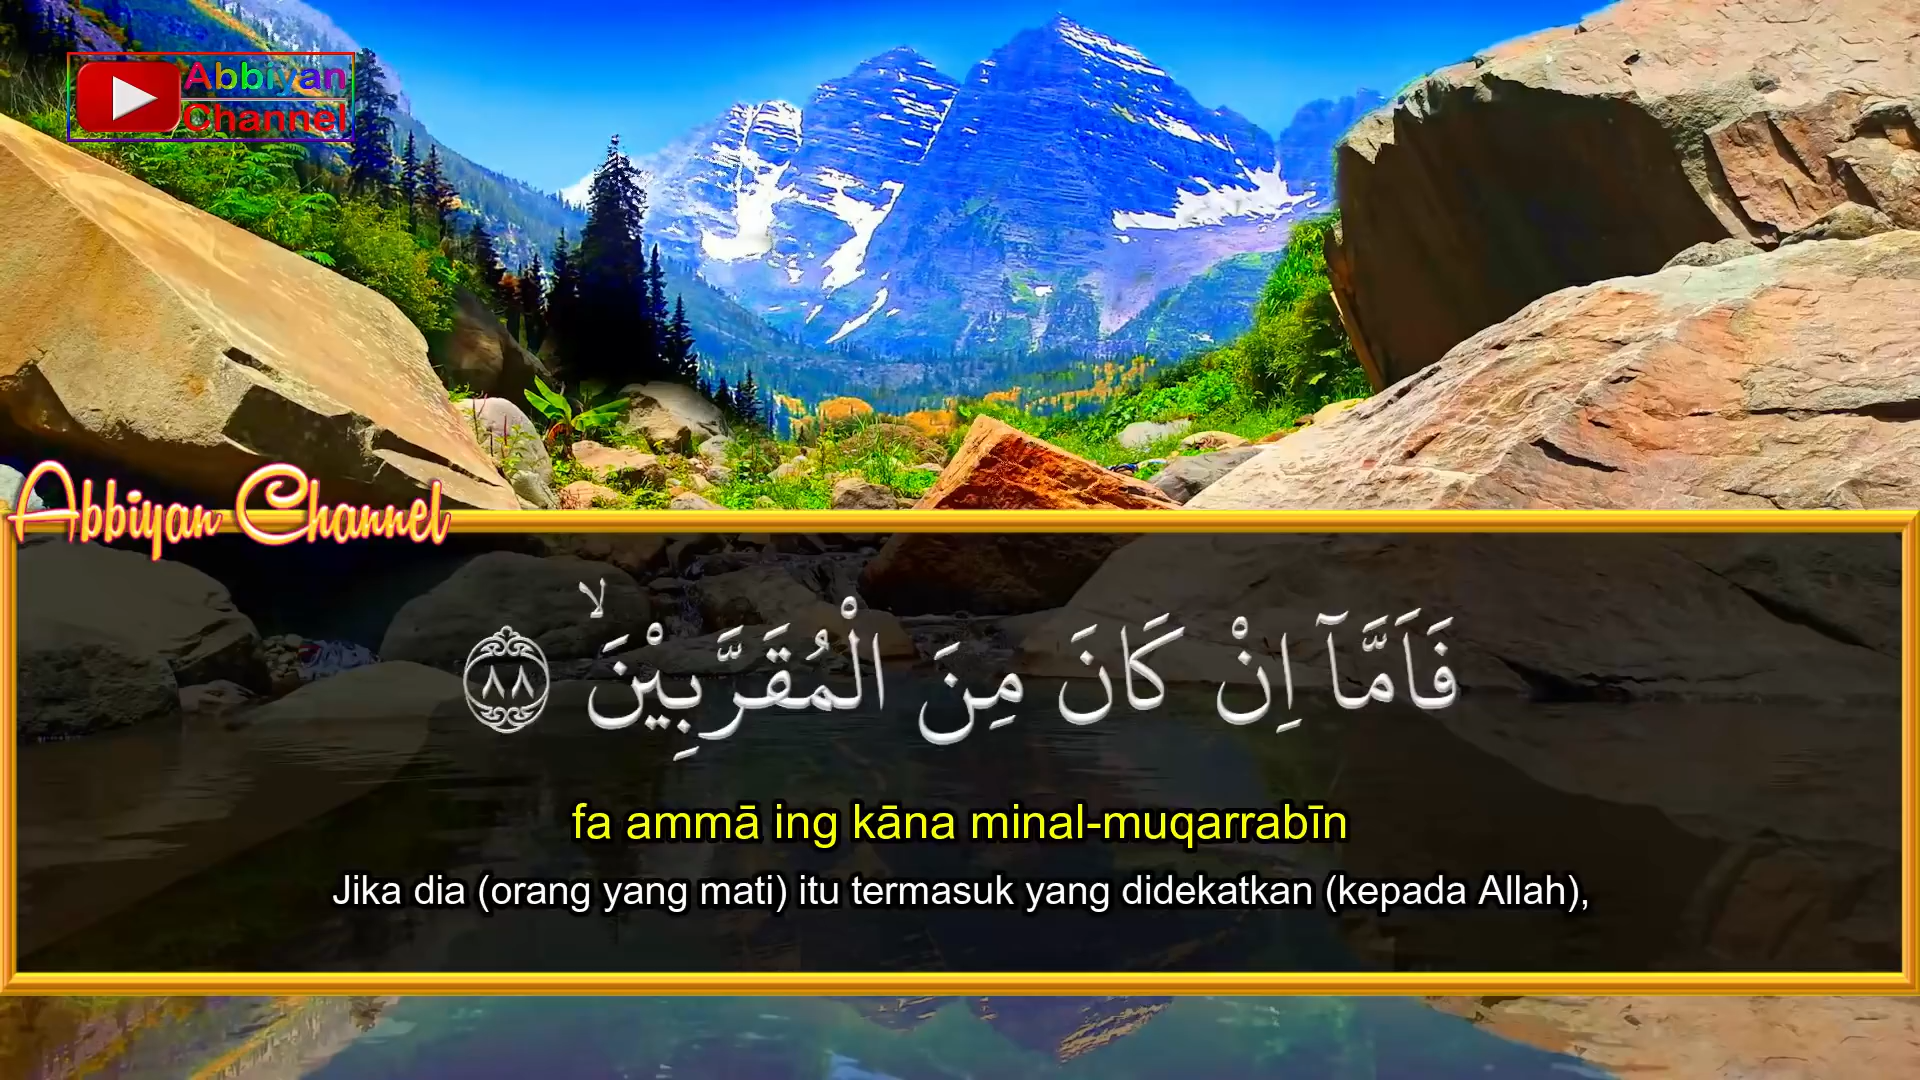 Abbiyan
Channel
Abbiyan Channel
فَاَمَّآ اِنْ كَانَ مِنَ الْمُقَرَّبِيْنَۙ ٨٨
fa ammā ing kāna minal-muqarrabīn
Jika dia (orang yang mati) itu termasuk yang didekatkan (kepada Allah),